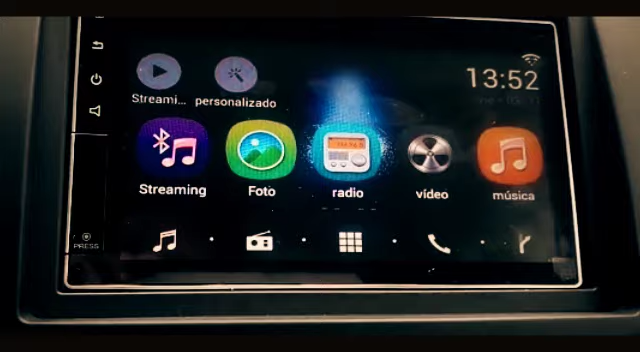 13:52
Streami... personalizado
Streaming Foto radio vídeo música
PRESS